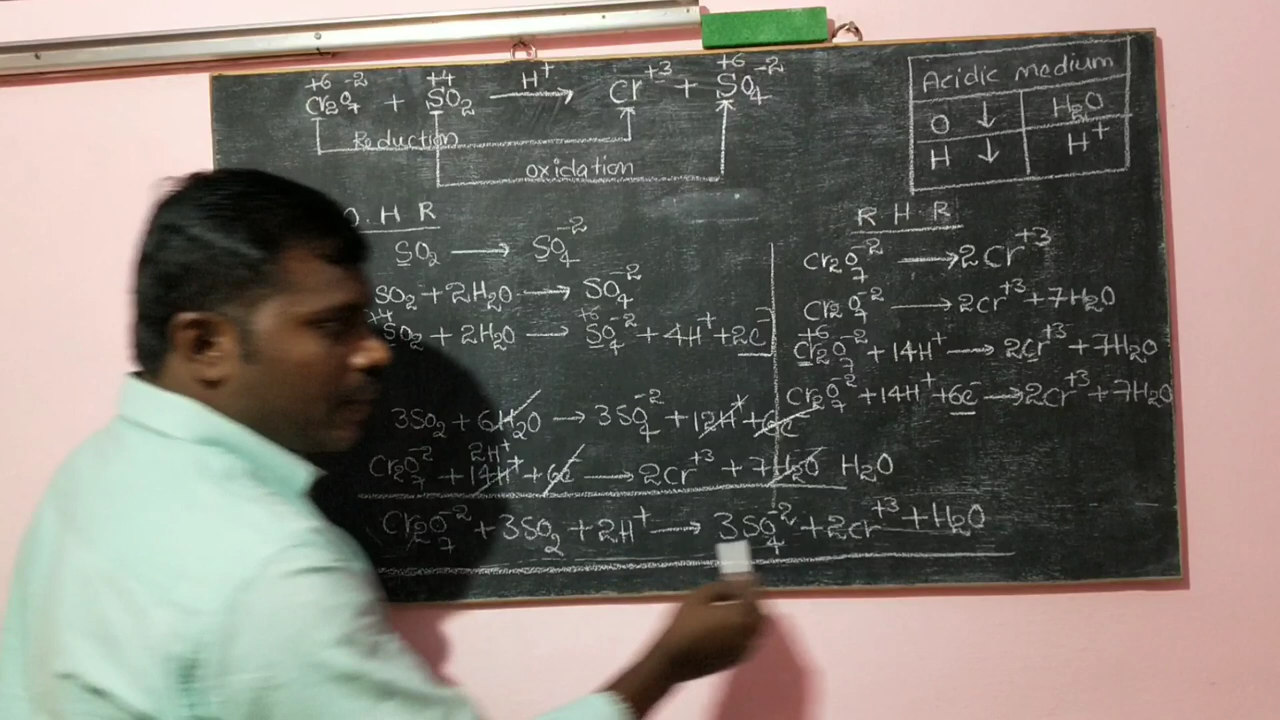 +6 -2 +4 +3 +6 -2
Cr2O7 + SO2 —H+→ Cr+3 + SO4-2
Reduction
oxidation
Acidic medium
O ↓ H2O
H ↓ H+
O.H R
SO2 → SO4-2
SO2 + 2H2O → SO4-2
+4 +6
SO2 + 2H2O → SO4-2 + 4H+ + 2e-
R H R
Cr2O7-2 → 2Cr+3
Cr2O7-2 → 2Cr+3 + 7H2O
+6
Cr2O7-2 + 14H+ → 2Cr+3 + 7H2O
Cr2O7-2 + 14H+ + 6e- → 2Cr+3 + 7H2O
3SO2 + 6H2O → 3SO4-2 + 12H+ + 6e-
2H+
Cr2O7-2 + 14H+ + 6e- → 2Cr+3 + 7H2O H2O
Cr2O7-2 + 3SO2 + 2H+ → 3SO4-2 + 2Cr+3 + H2O